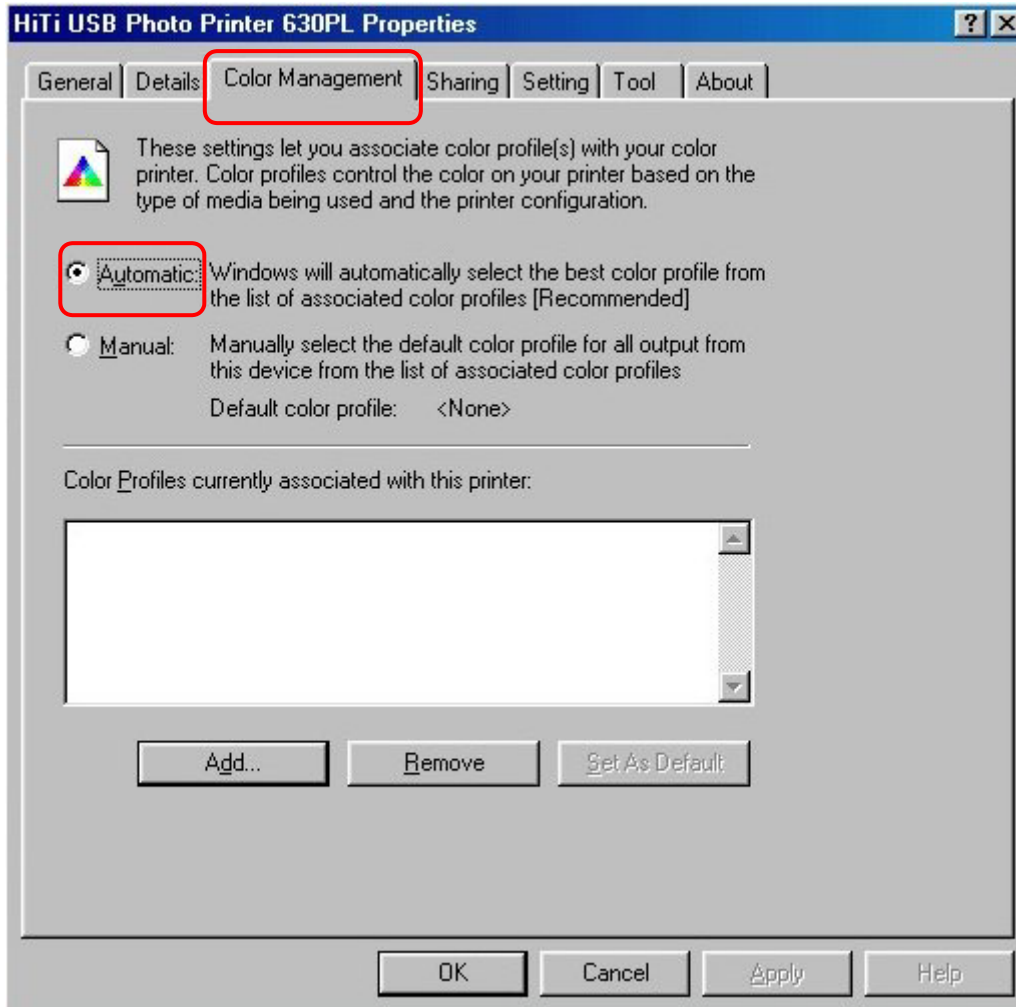 HiTi USB Photo Printer 630PL Properties
General Details Color Management Sharing Setting Tool About
These settings let you associate color profile(s) with your color
printer. Color profiles control the color on your printer based on the
type of media being used and the printer configuration.
Automatic: Windows will automatically select the best color profile from
the list of associated color profiles [Recommended]
Manual: Manually select the default color profile for all output from
this device from the list of associated color profiles
Default color profile: <None>
Color Profiles currently associated with this printer:
Add... Remove Set As Default
OK Cancel Apply Help